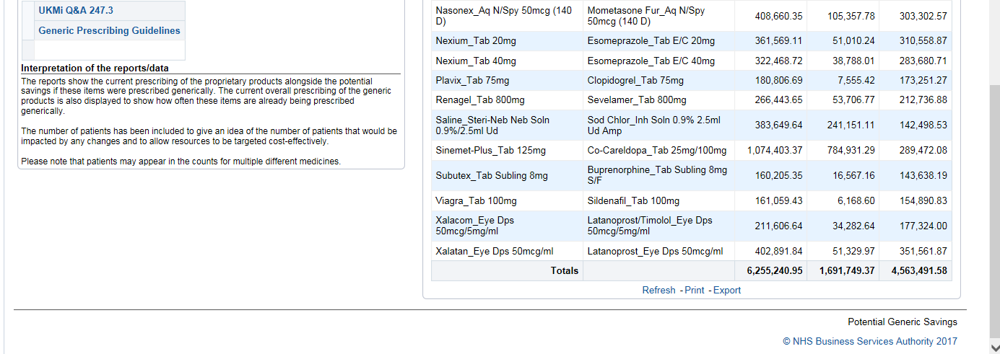 UKMi Q&A 247.3
Generic Prescribing Guidelines
Interpretation of the reports/data
The reports show the current prescribing of the proprietary products alongside the potential
savings if these items were prescribed generically. The current overall prescribing of the generic
products is also displayed to show how often these items are already being prescribed
generically.
The number of patients has been included to give an idea of the number of patients that would be
impacted by any changes and to allow resources to be targeted cost-effectively.
Please note that patients may appear in the counts for multiple different medicines.
Nasonex_Aq N/Spy 50mcg (140 Mometasone Fur_Aq N/Spy 408,660.35 105,357.78 303,302.57
D) 50mcg (140 D)
Nexium_Tab 20mg Esomeprazole_Tab E/C 20mg 361,569.11 51,010.24 310,558.87
Nexium_Tab 40mg Esomeprazole_Tab E/C 40mg 322,468.72 38,788.01 283,680.71
Plavix_Tab 75mg Clopidogrel_Tab 75mg 180,806.69 7,555.42 173,251.27
Renagel_Tab 800mg Sevelamer_Tab 800mg 266,443.65 53,706.77 212,736.88
Saline_Steri-Neb Neb Soln Sod Chlor_Inh Soln 0.9% 2.5ml 383,649.64 241,151.11 142,498.53
0.9%/2.5ml Ud Ud Amp
Sinemet-Plus_Tab 125mg Co-Careldopa_Tab 25mg/100mg 1,074,403.37 784,931.29 289,472.08
Subutex_Tab Subling 8mg Buprenorphine_Tab Subling 8mg 160,205.35 16,567.16 143,638.19
S/F
Viagra_Tab 100mg Sildenafil_Tab 100mg 161,059.43 6,168.60 154,890.83
Xalacom_Eye Dps Latanoprost/Timolol_Eye Dps 211,606.64 34,282.64 177,324.00
50mcg/5mg/ml 50mcg/5mg/ml
Xalatan_Eye Dps 50mcg/ml Latanoprost_Eye Dps 50mcg/ml 402,891.84 51,329.97 351,561.87
Totals 6,255,240.95 1,691,749.37 4,563,491.58
Refresh - Print - Export
Potential Generic Savings
© NHS Business Services Authority 2017